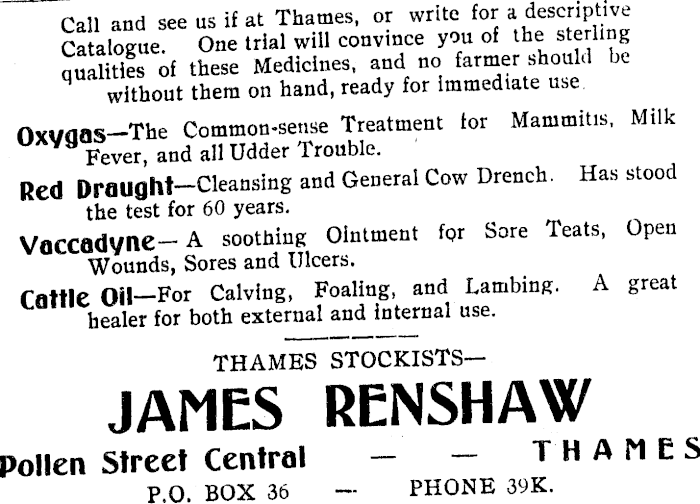 Call and see us if at Thames, or write for a descriptive
Catalogue. One trial will convince you of the sterling
qualities of these Medicines, and no farmer should be
without them on hand, ready for immediate use.
Oxygas—The Common-sense Treatment for Mammitis, Milk
Fever, and all Udder Trouble.
Red Draught—Cleansing and General Cow Drench. Has stood
the test for 60 years.
Vaccadyne— A soothing Ointment for Sore Teats, Open
Wounds, Sores and Ulcers.
Cattle Oil—For Calving, Foaling, and Lambing. A great
healer for both external and internal use.
THAMES STOCKISTS—
JAMES RENSHAW
Pollen Street Central — — THAMES
P.O. BOX 36 — PHONE 39K.